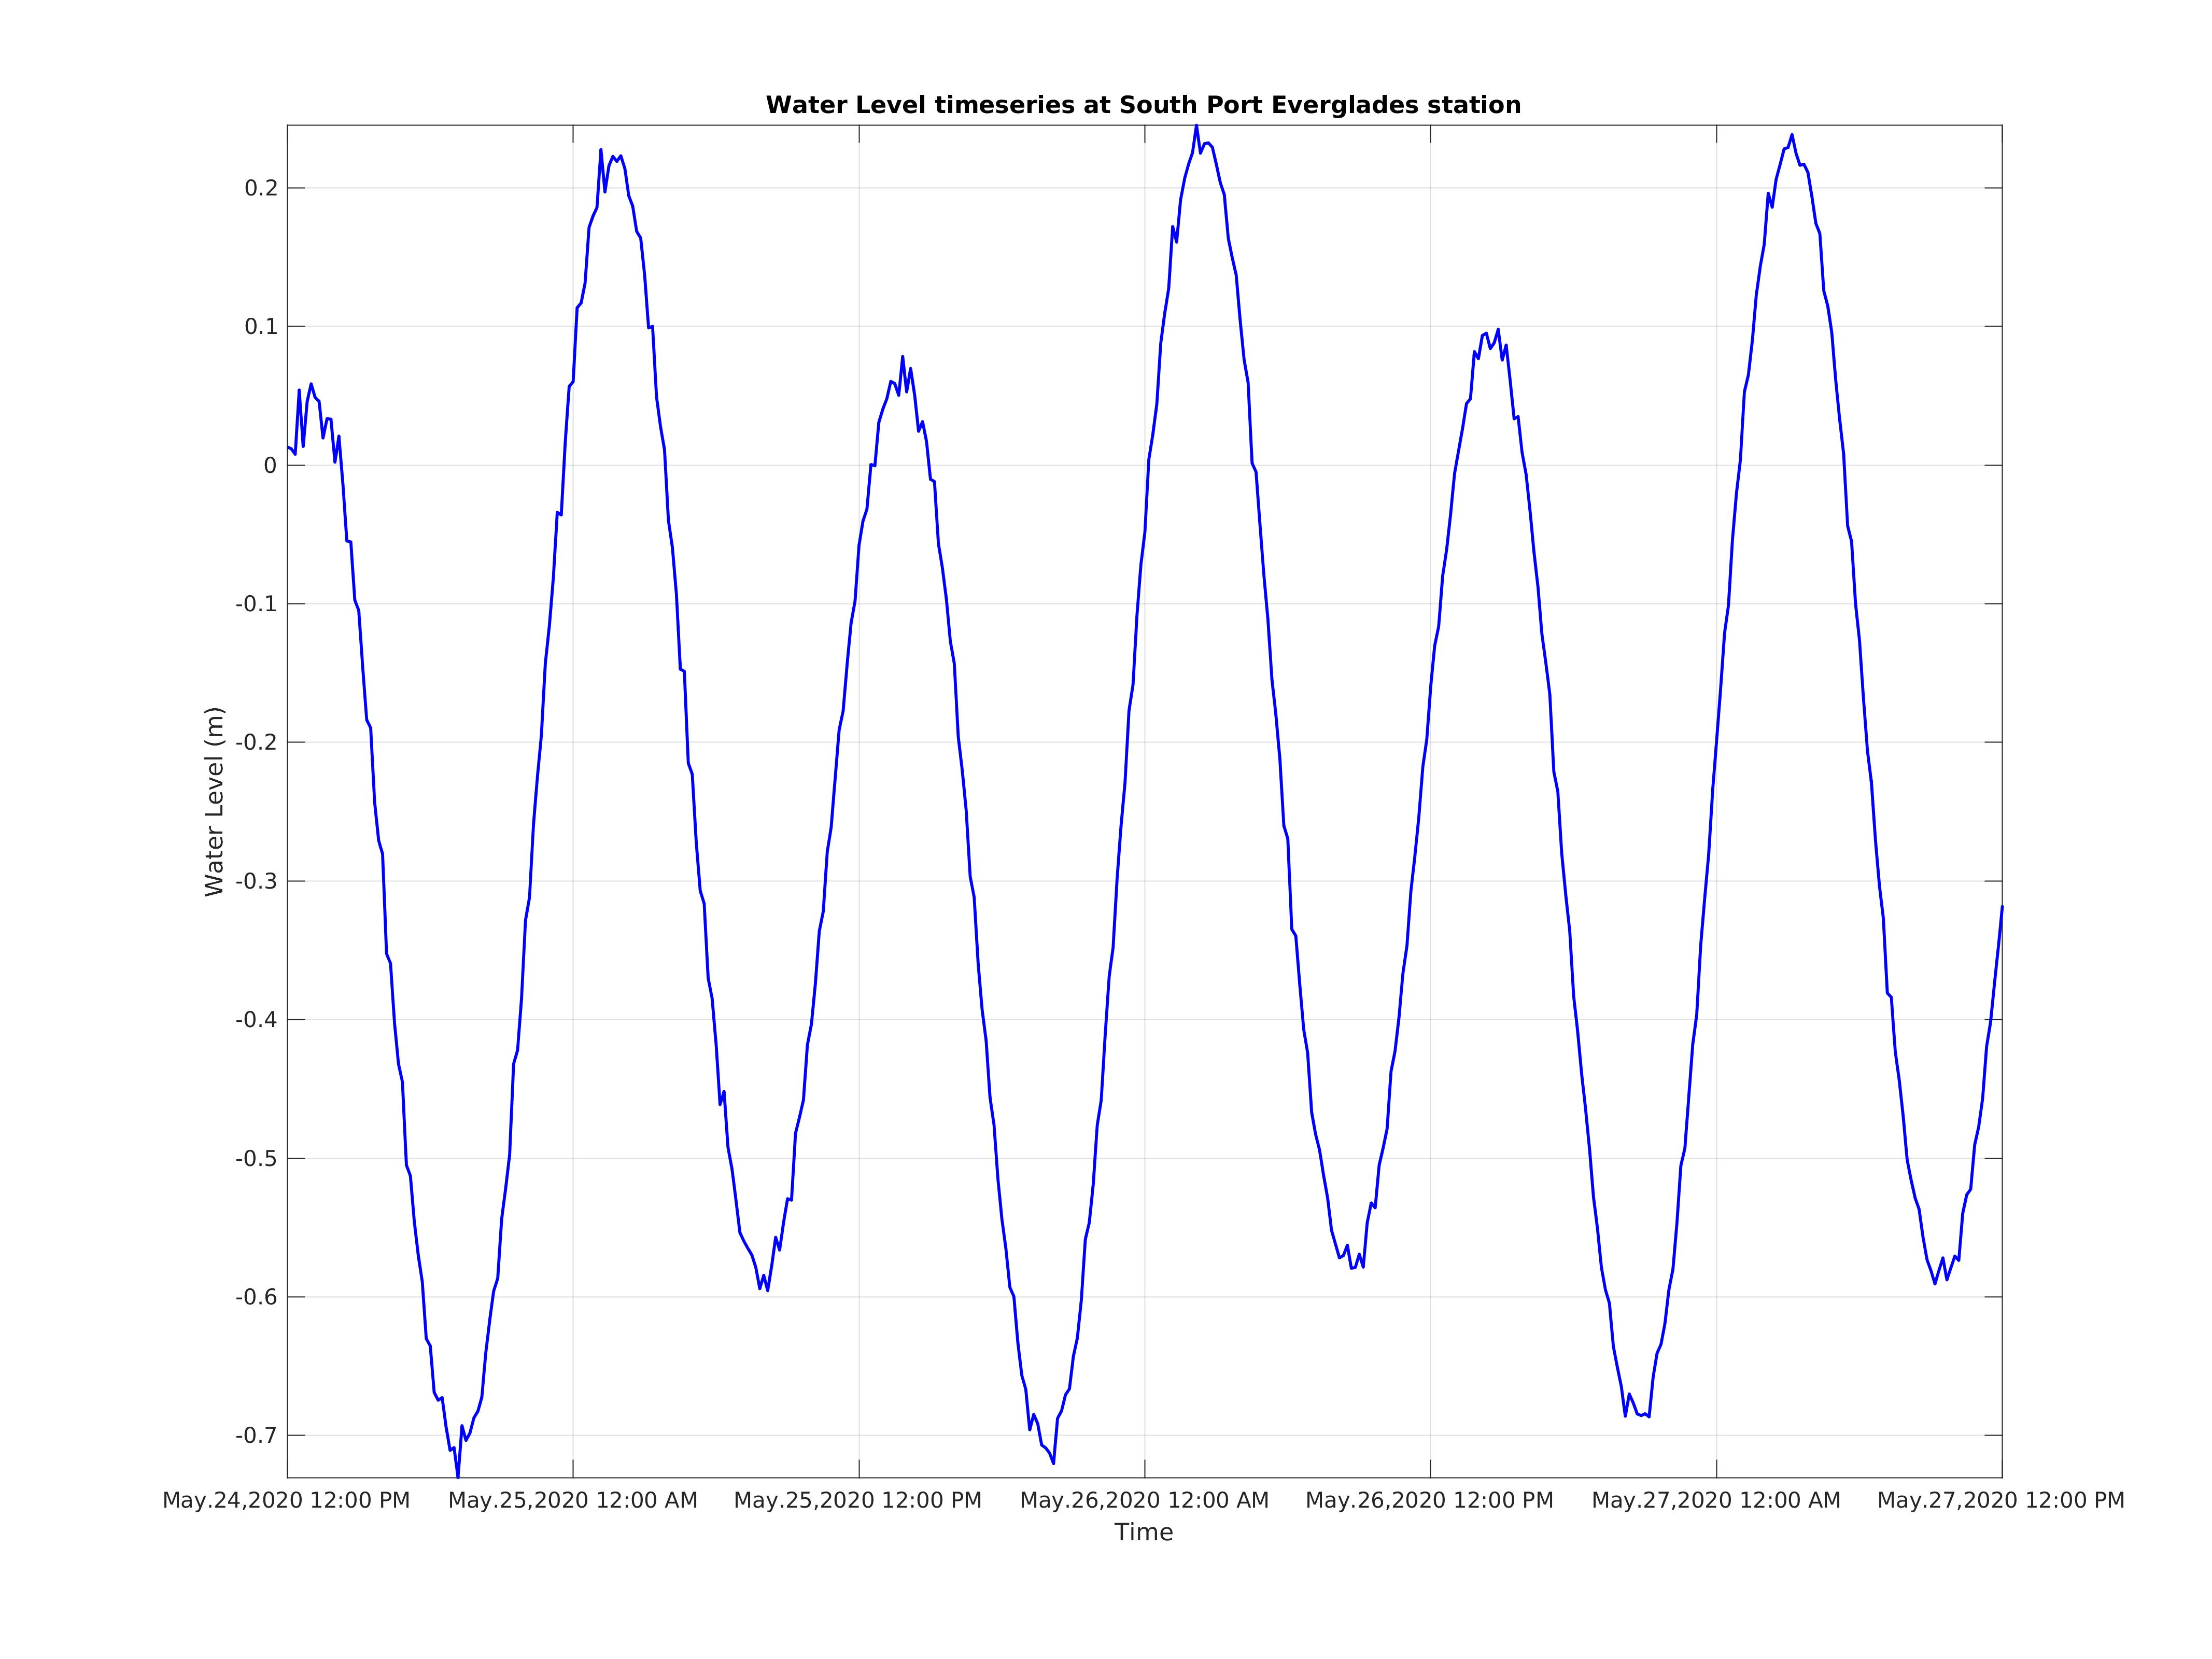 Water Level timeseries at South Port Everglades station
0.2
0.1
0
-0.1
-0.2
-0.3
-0.4
-0.5
-0.6
-0.7
Water Level (m)
May.24,2020 12:00 PM May.25,2020 12:00 AM May.25,2020 12:00 PM May.26,2020 12:00 AM May.26,2020 12:00 PM May.27,2020 12:00 AM May.27,2020 12:00 PM
Time